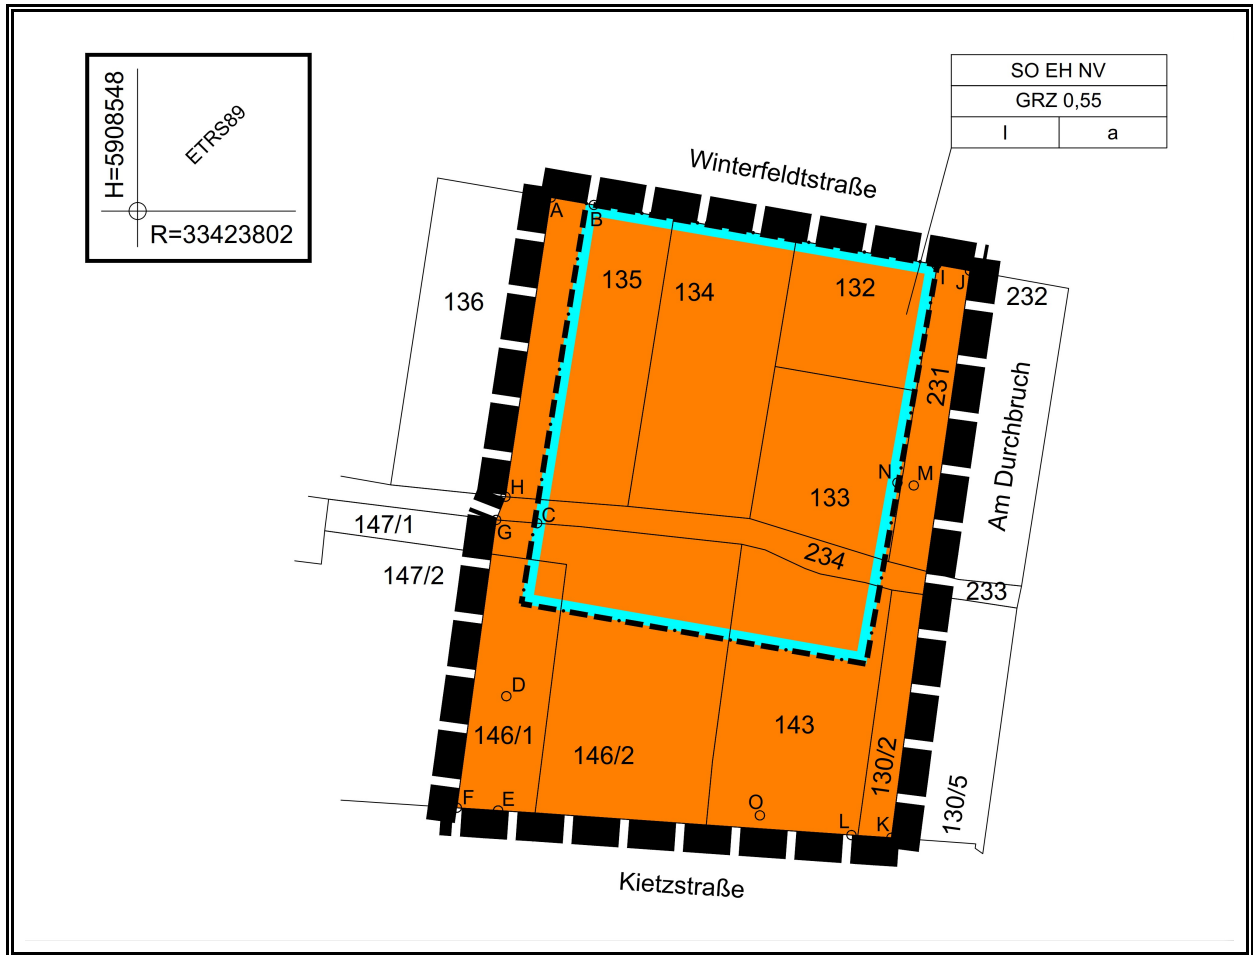 H=5908548
ETRS89
R=33423802
SO EH NV
GRZ 0,55
I a
Winterfeldtstraße
A
B
I
J
136
135
134
132
232
231
Am Durchbruch
H
G
C
N
M
133
147/1
147/2
234
233
D
146/1
146/2
143
130/2
130/5
F
E
O
L
K
Kietzstraße